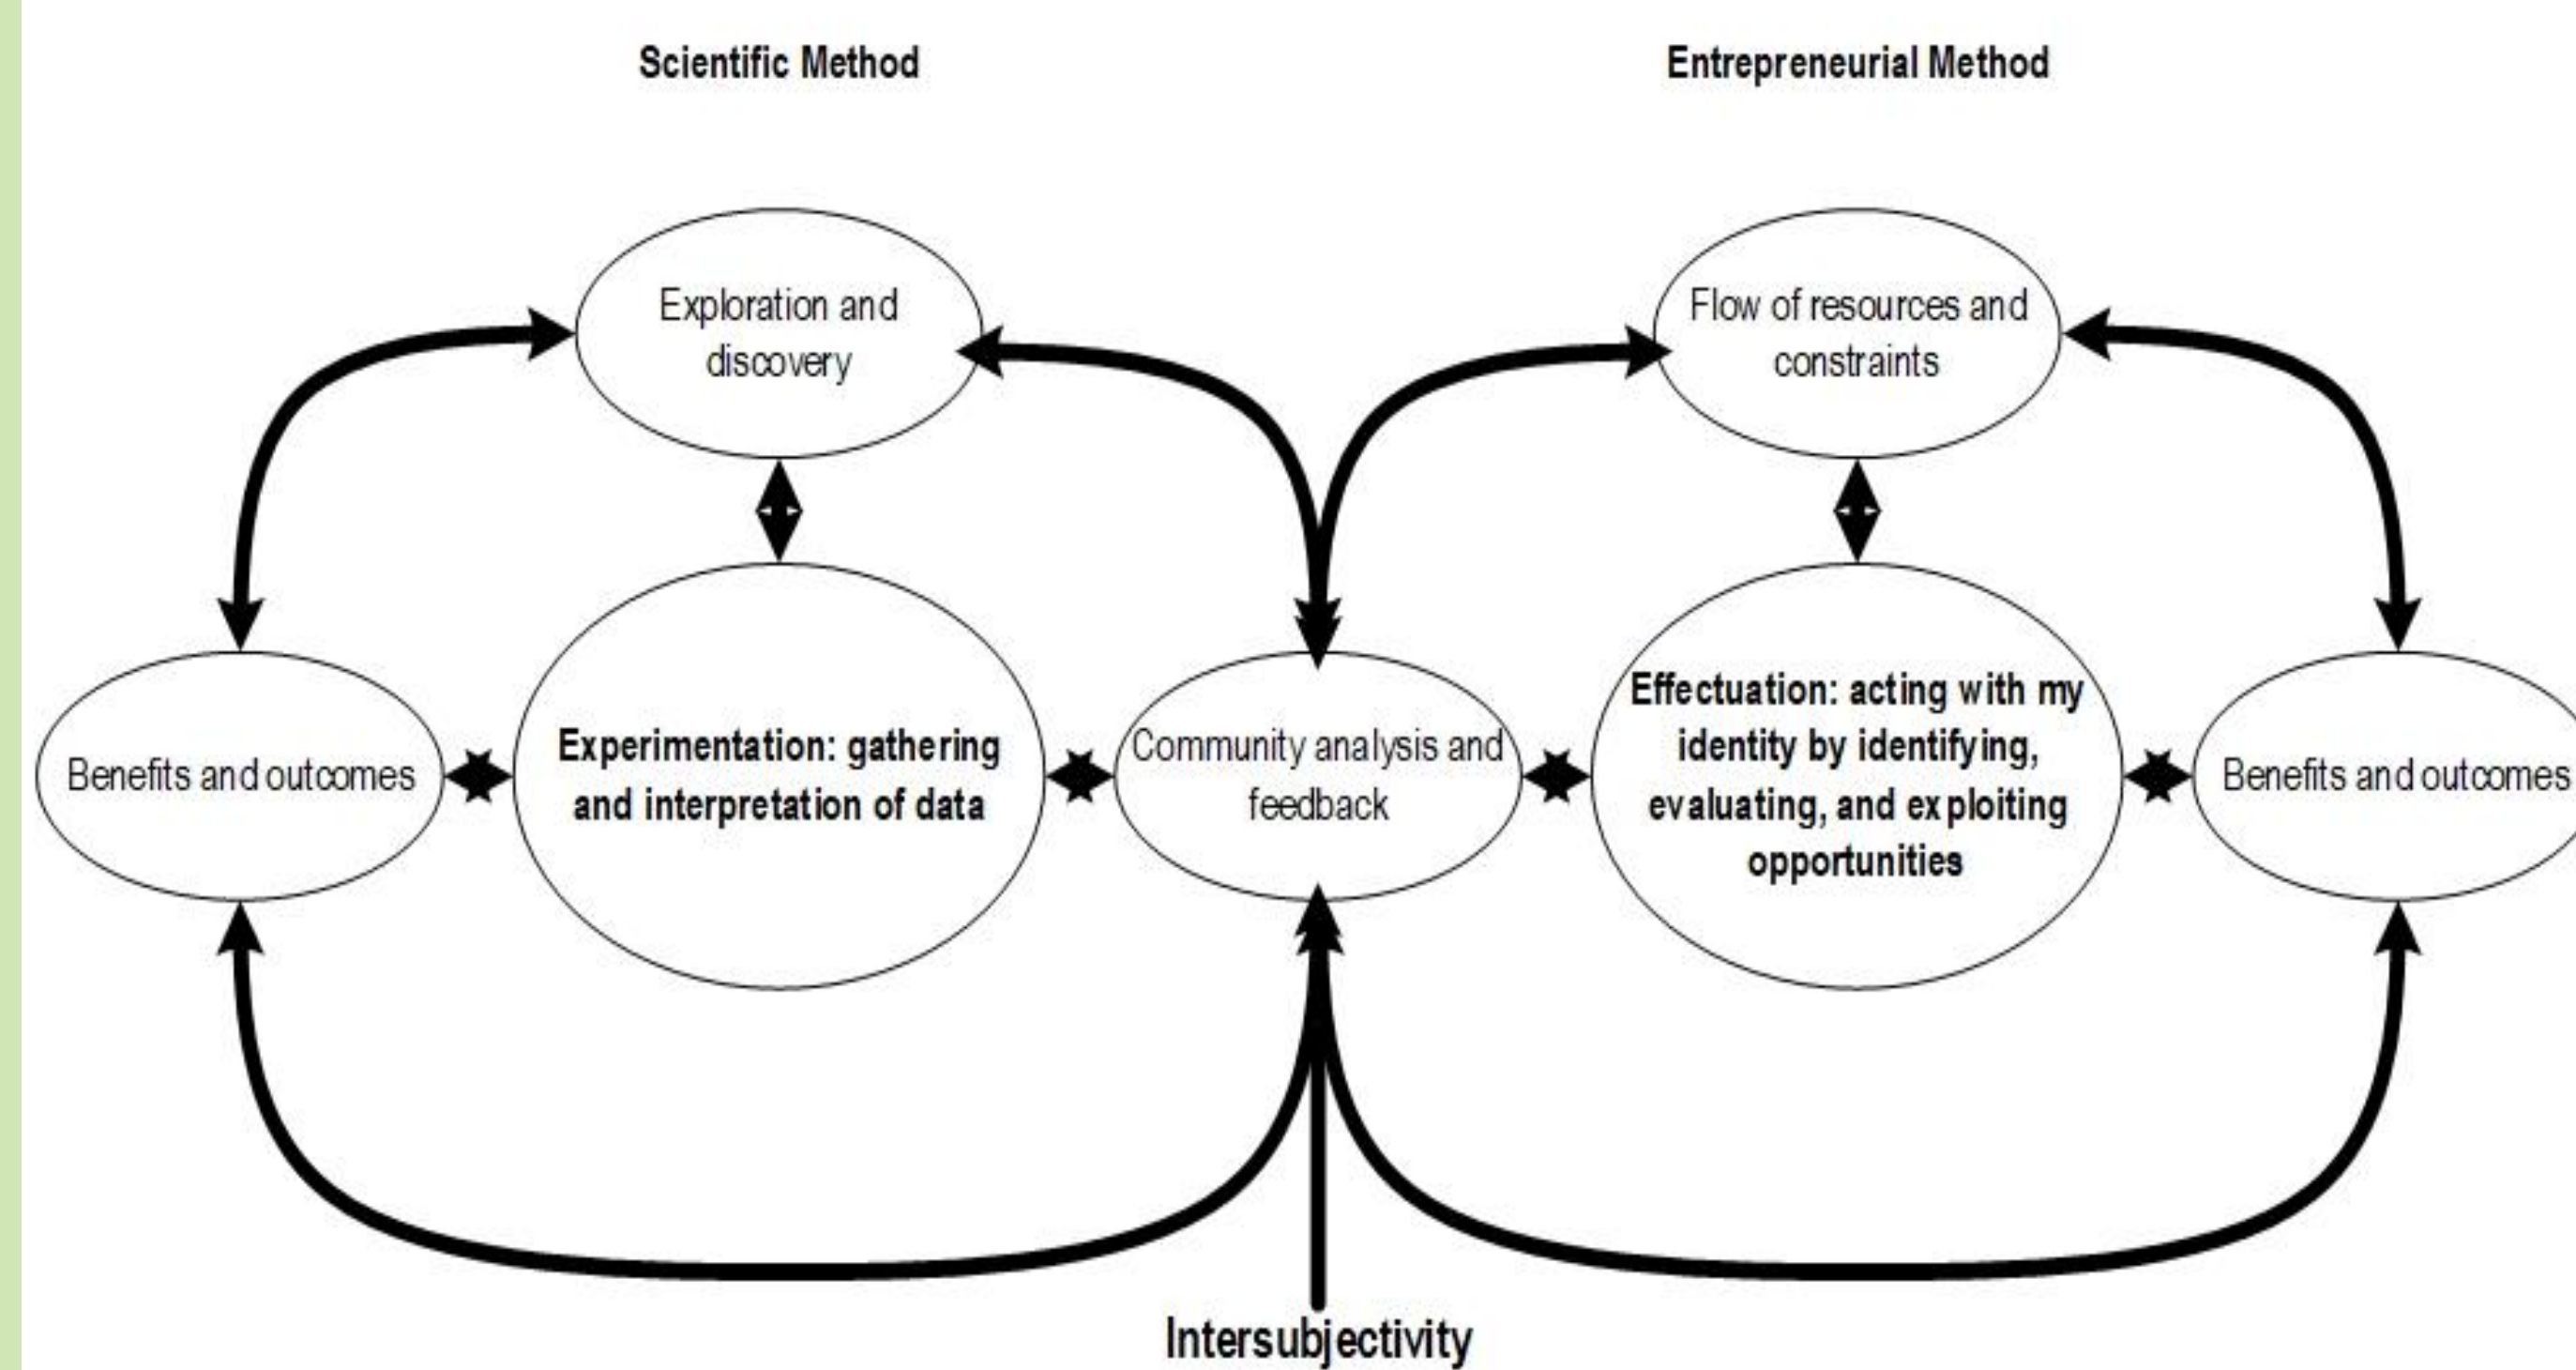 Scientific Method
Entrepreneurial Method
Exploration and
discovery
Flow of resources and
constraints
Benefits and outcomes
Experimentation: gathering
and interpretation of data
Community analysis and
feedback
Effectuation: acting with my
identity by identifying,
evaluating, and exploiting
opportunities
Benefits and outcomes
Intersubjectivity